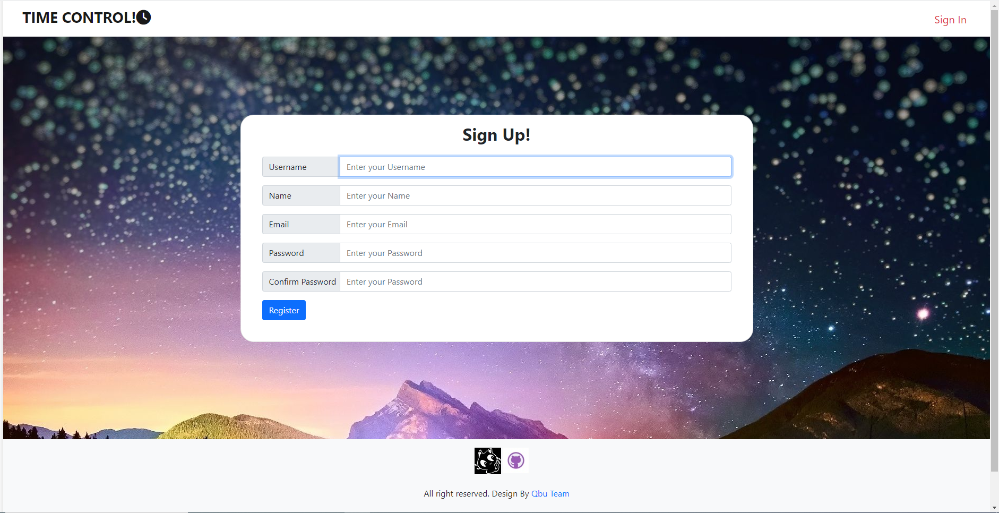 TIME CONTROL!
Sign In
Sign Up!
Username Enter your Username
Name Enter your Name
Email Enter your Email
Password Enter your Password
Confirm Password Enter your Password
Register
All right reserved. Design By Qbu Team